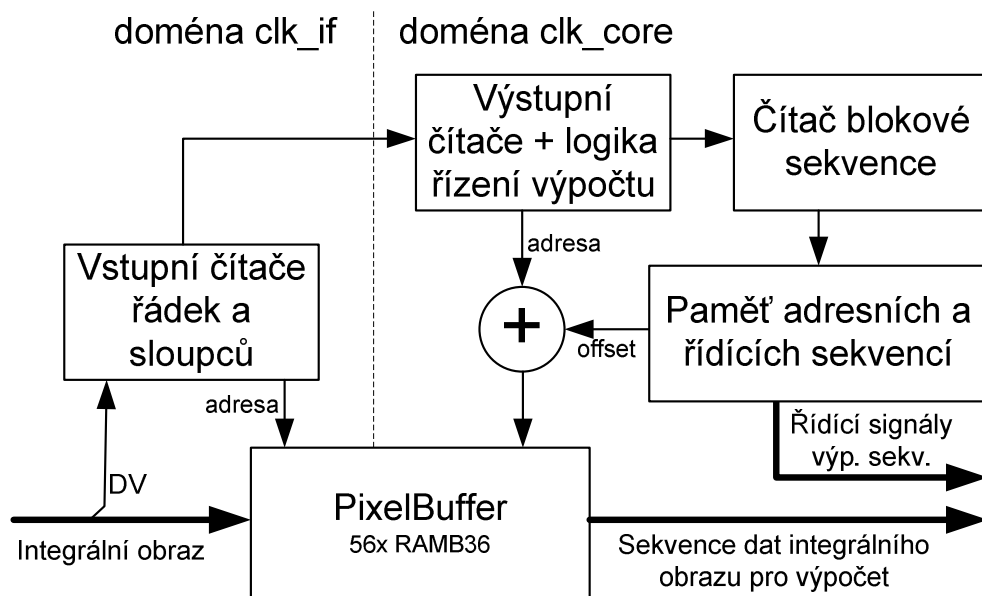 doména clk_if
doména clk_core
Výstupní
čítače + logika
řízení výpočtu
Čítač blokové
sekvence
adresa
Vstupní čítače
řádek a
sloupců
+
offset
Paměť adresních a
řídících sekvencí
adresa
Řídící signály
výp. sekv.
DV
PixelBuffer
56x RAMB36
Integrální obraz
Sekvence dat integrálního
obrazu pro výpočet